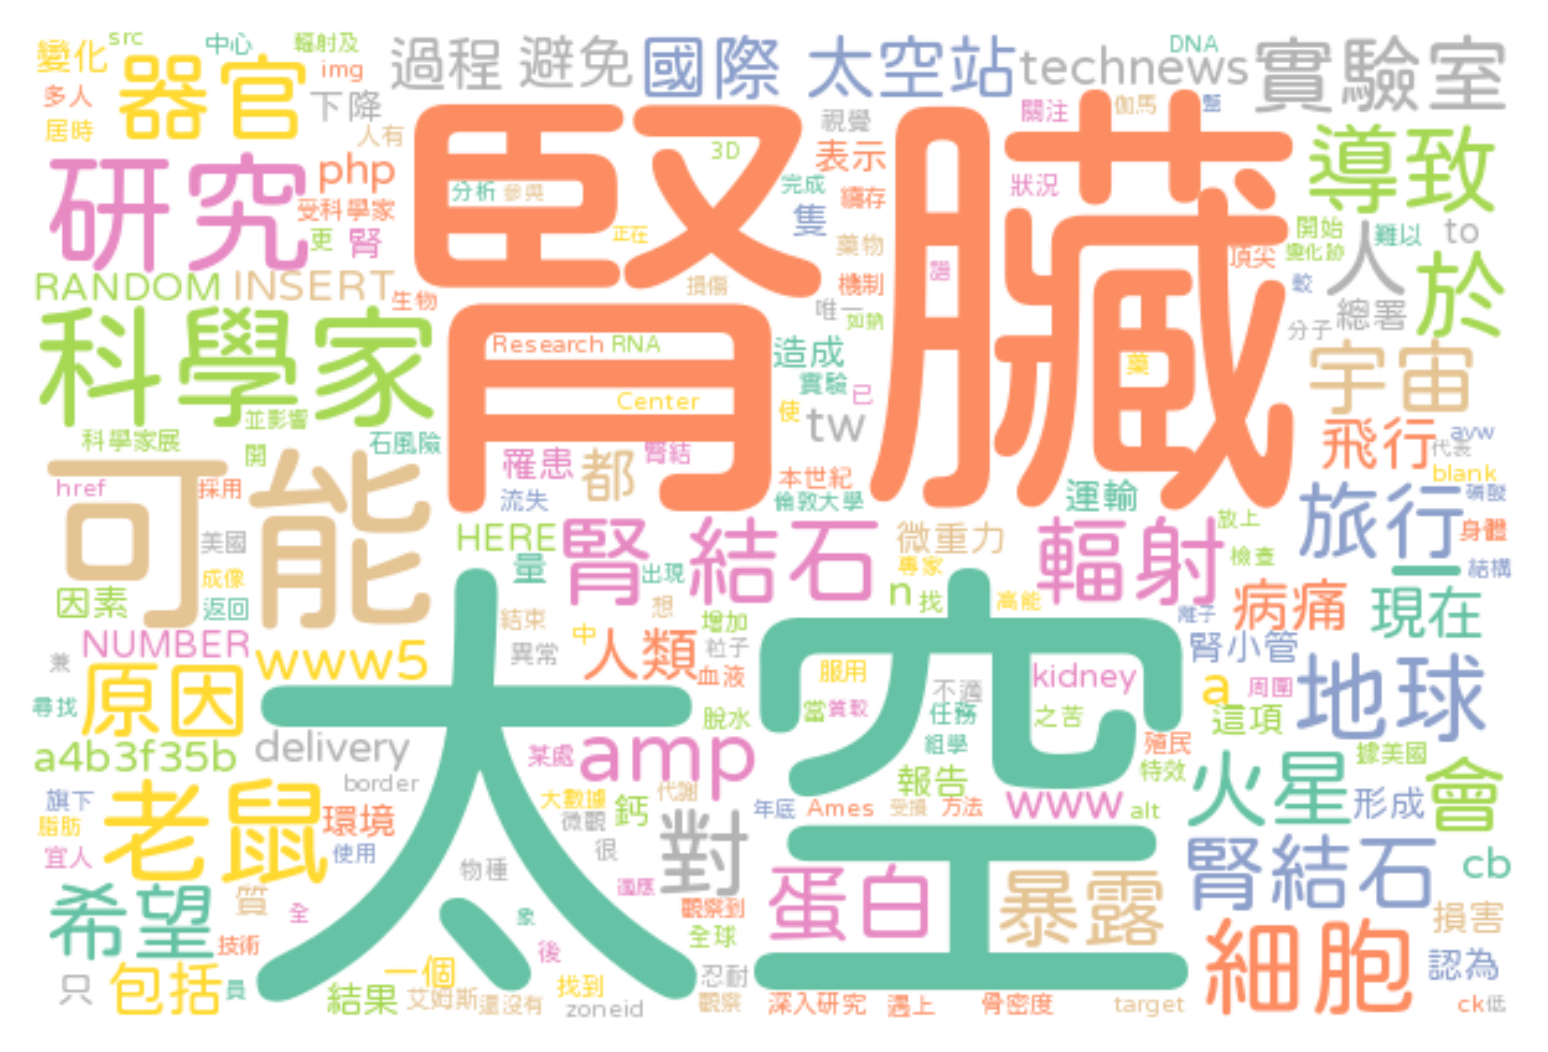 變化 src 中心 輻射及
器官 img 過程 避免 國際 太空站 technews DNA 實驗室
多人 下降 關注 伽馬
居時 人有 視覺
腎臟
研究 php 3D 表示 導致
受科學家 分析 參與 完成 隻 續存 狀況
更 腎 正在 藥物 人 開始 難以 to
RANDOM INSERT 生物 損傷 機制 頂尖 較 於
唯一 如鈉 分子 總署
科學家 Research RNA 造成 藥 宇宙
實驗 已
Center 使 tw
並影響
科學家展 開 石風險 罹患 都 腎結 飛行 avw 代表
可能 href 採用 流失 本世紀 倫敦大學 運輸 blank
旅行 磷酸
美國 HERE 腎 結石 微重力 輻射 放上 身體
成像 量 出現 專家 檢查 一 結構
因素 返回 結束 想 n 找 高能 離子 病痛 現在
NUMBER www5 中 人類 增加 粒子 腎小管
兼 異常 血液 服用 不適 kidney a 周圍 地球
尋找 原因 太空 脫水 當 質較 任務 之苦 這項
a4b3f35b delivery 某處 amp 組學 殖民 據美國
border 報告 特效 火星 形成 會
旗下 老鼠 環境 大數據 代謝 年底 Ames 受損 方法 www alt
脂肪 微觀 鈣
宜人 使用 很 對 腎結石 cb
希望 質 全 物種 適應 觀察到 蛋白 暴露 損害
技術 象 全球
只 包括 員 一個 後 找到 忍耐 細胞 認為
結果 艾姆斯 還沒有 zoneid 觀察 深入研究 遇上 骨密度 target ck 低